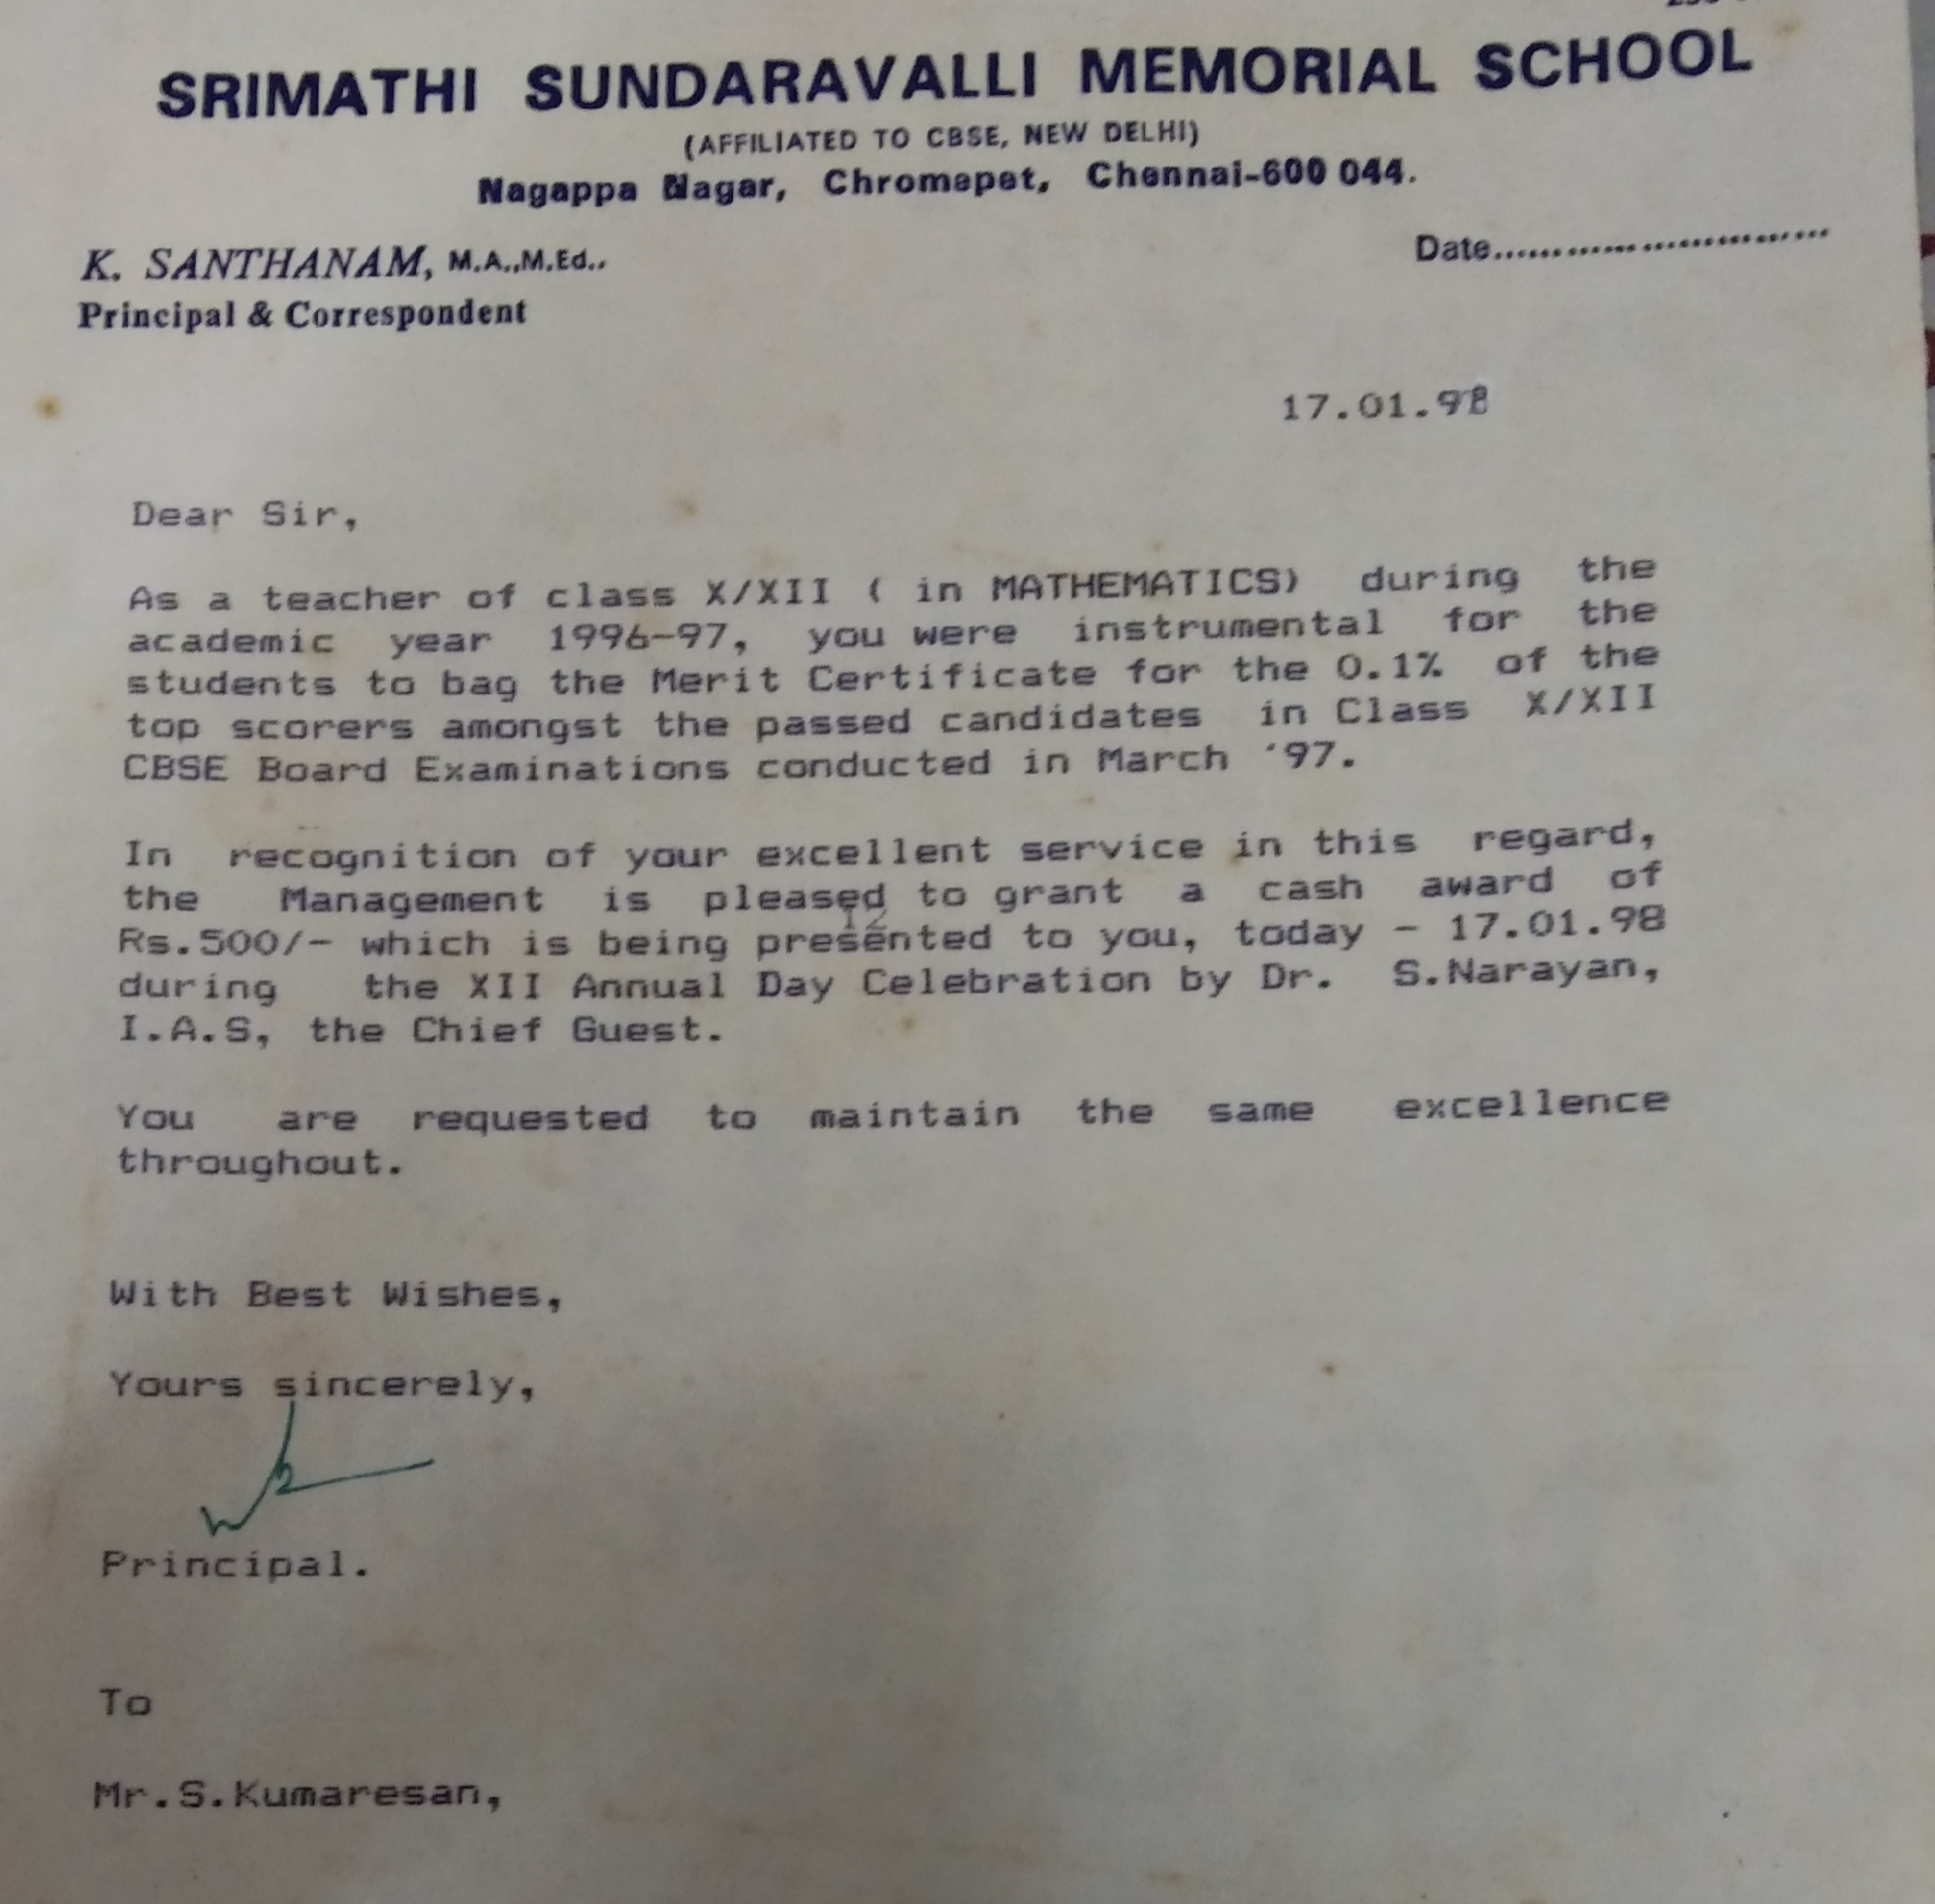 SRIMATHI SUNDARAVALLI MEMORIAL SCHOOL
(AFFILIATED TO CBSE, NEW DELHI)
Nagappa Nagar, Chromepet, Chennai-600 044.
K. SANTHANAM, M.A.,M.Ed.,
Date..............................
Principal & Correspondent
17.01.98
Dear Sir,
As a teacher of class X/XII ( in MATHEMATICS) during the
academic year 1996-97, you were instrumental for the
students to bag the Merit Certificate for the 0.1% of the
top scorers amongst the passed candidates in Class X/XII
CBSE Board Examinations conducted in March '97.
In recognition of your excellent service in this regard,
the Management is pleased to grant a cash award of
Rs.500/- which is being presented to you, today - 17.01.98
during the XII Annual Day Celebration by Dr. S.Narayan,
I.A.S, the Chief Guest.
You are requested to maintain the same excellence
throughout.
With Best Wishes,
Yours sincerely,
Principal.
To
Mr.S.Kumaresan,